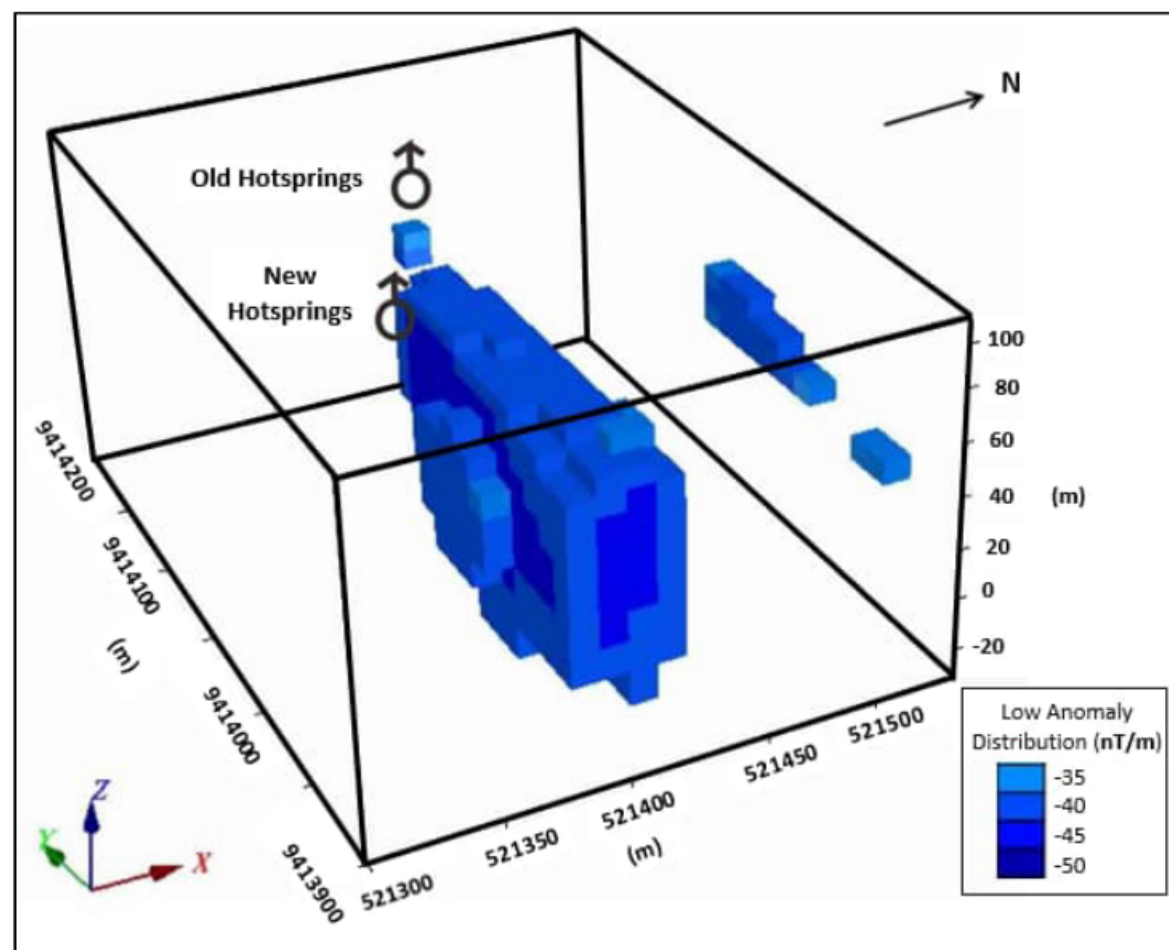 N
Old Hotsprings
New
Hotsprings
100
80
60
40
(m)
20
0
-20
9414200
9414100
(m)
9414000
9413900
521300
521350
521400
(m)
521450
521500
Z
Y
X
Low Anomaly
Distribution (nT/m)
-35
-40
-45
-50